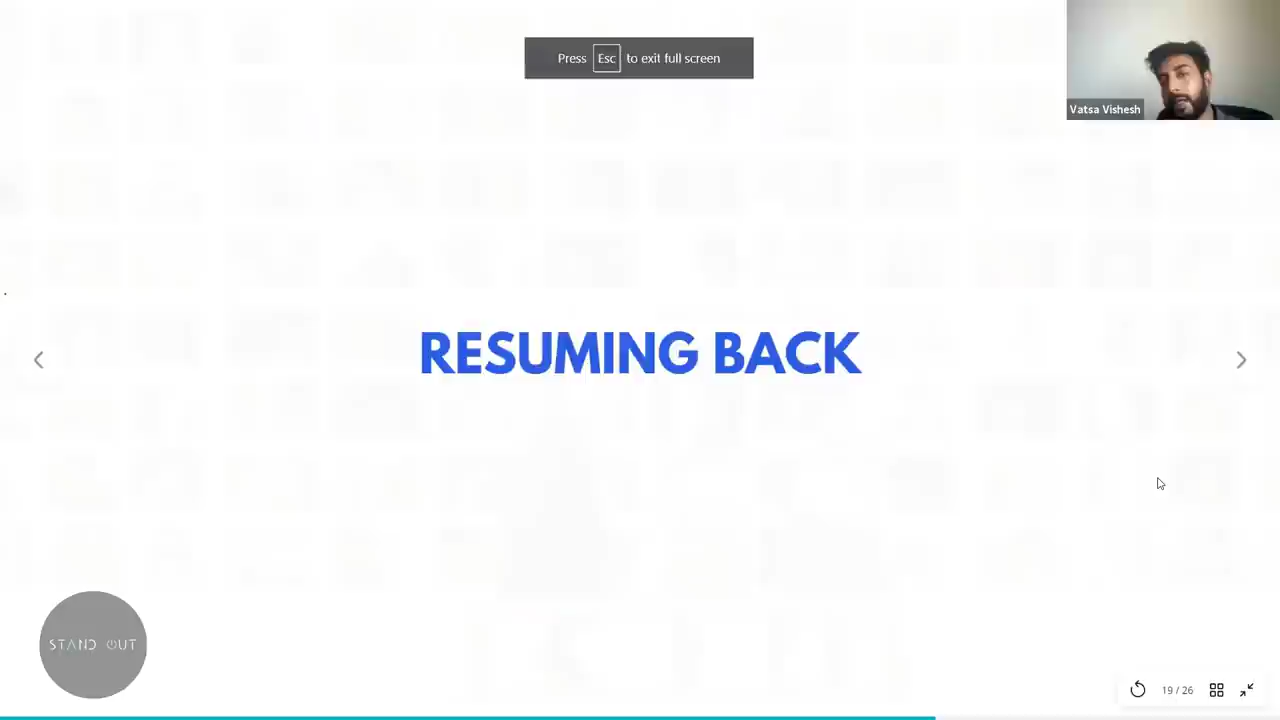 Press Esc to exit full screen
Vatsa Vishesh
RESUMING BACK
STAND OUT
19 / 26